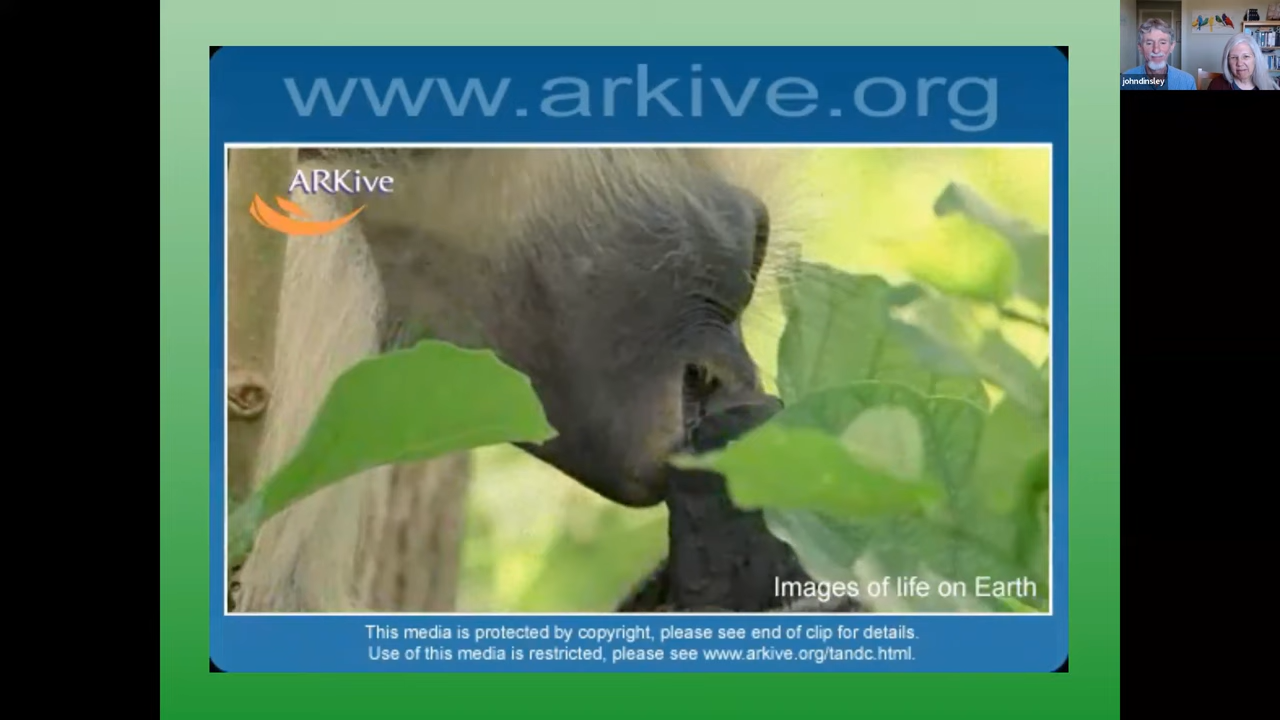 www.arkive.org
ARKive
Images of life on Earth
This media is protected by copyright, please see end of clip for details.
Use of this media is restricted, please see www.arkive.org/tandc.html.
johndinsley